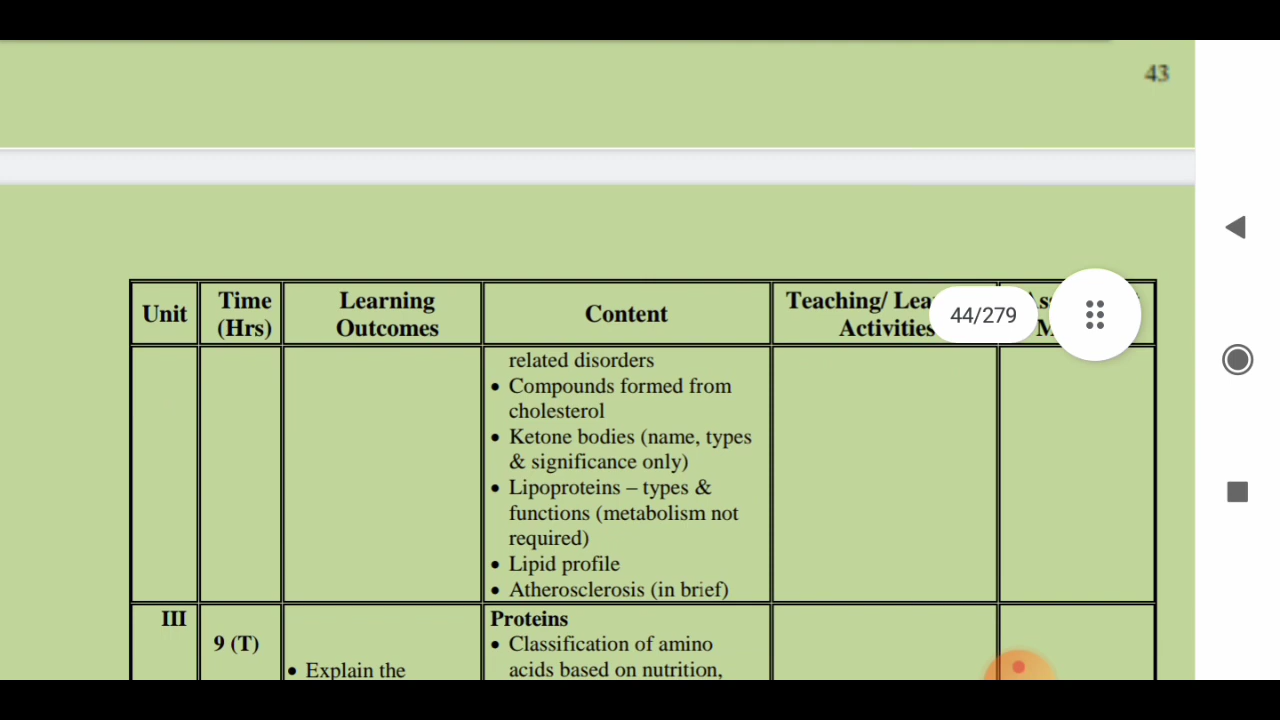 43
Unit
Time
(Hrs)
Learning
Outcomes
Content
Teaching/
Activities
44/279
related disorders
• Compounds formed from
cholesterol
• Ketone bodies (name, types
& significance only)
• Lipoproteins – types &
functions (metabolism not
required)
• Lipid profile
• Atherosclerosis (in brief)
III
9 (T)
• Explain the
Proteins
• Classification of amino
acids based on nutrition,